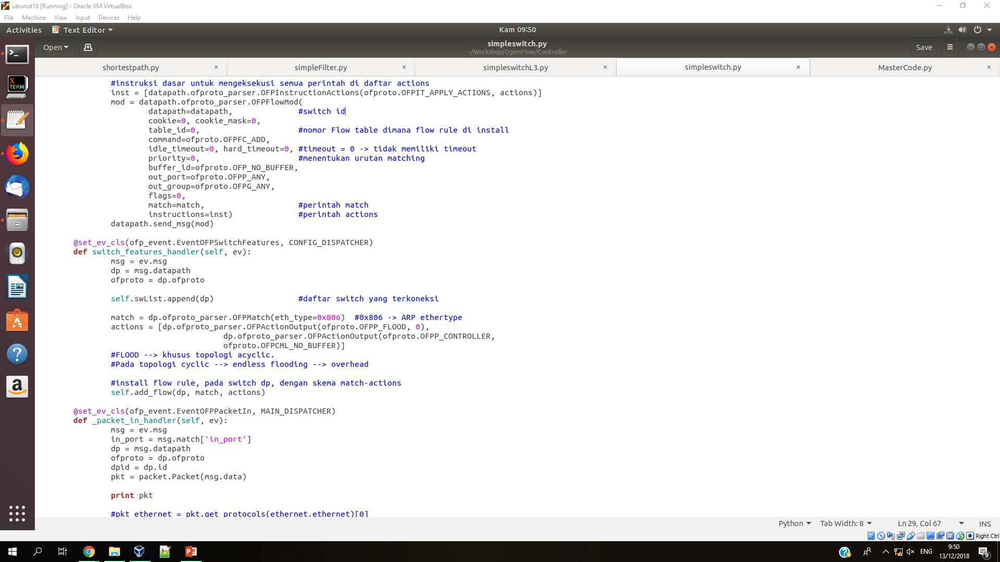 ubunut18 [Running] - Oracle VM VirtualBox
File Machine View Input Devices Help
Activities Text Editor Kam 09:50
Open simpleswitch.py Save
~/Workshop/OpenFlow/Controller
shortestpath.py × simpleFilter.py × simpleswitchL3.py × simpleswitch.py × MasterCode.py ×
#instruksi dasar untuk mengeksekusi semua perintah di daftar actions
inst = [datapath.ofproto_parser.OFPInstructionActions(ofproto.OFPIT_APPLY_ACTIONS, actions)]
mod = datapath.ofproto_parser.OFPFlowMod(
datapath=datapath, #switch id
cookie=0, cookie_mask=0,
table_id=0, #nomor Flow table dimana flow rule di install
command=ofproto.OFPFC_ADD,
idle_timeout=0, hard_timeout=0, #timeout = 0 -> tidak memiliki timeout
priority=0, #menentukan urutan matching
buffer_id=ofproto.OFP_NO_BUFFER,
out_port=ofproto.OFPP_ANY,
out_group=ofproto.OFPG_ANY,
flags=0,
match=match, #perintah match
instructions=inst) #perintah actions
datapath.send_msg(mod)
@set_ev_cls(ofp_event.EventOFPSwitchFeatures, CONFIG_DISPATCHER)
def switch_features_handler(self, ev):
msg = ev.msg
dp = msg.datapath
ofproto = dp.ofproto
self.swList.append(dp) #daftar switch yang terkoneksi
match = dp.ofproto_parser.OFPMatch(eth_type=0x806) #0x806 -> ARP ethertype
actions = [dp.ofproto_parser.OFPActionOutput(ofproto.OFPP_FLOOD, 0),
dp.ofproto_parser.OFPActionOutput(ofproto.OFPP_CONTROLLER,
ofproto.OFPCML_NO_BUFFER)]
#FLOOD --> khusus topologi acyclic.
#Pada topologi cyclic --> endless flooding --> overhead
#install flow rule, pada switch dp, dengan skema match-actions
self.add_flow(dp, match, actions)
@set_ev_cls(ofp_event.EventOFPPacketIn, MAIN_DISPATCHER)
def _packet_in_handler(self, ev):
msg = ev.msg
in_port = msg.match['in_port']
dp = msg.datapath
ofproto = dp.ofproto
dpid = dp.id
pkt = packet.Packet(msg.data)
print pkt
#pkt ethernet = pkt.get protocols(ethernet.ethernet)[0]
Python Tab Width: 8 Ln 29, Col 67 INS
Right Ctrl
ENG 9:50
13/12/2018
9
X TERM